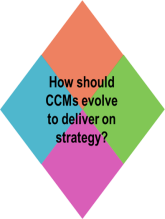 How should
CCMs evolve
to deliver on
strategy?